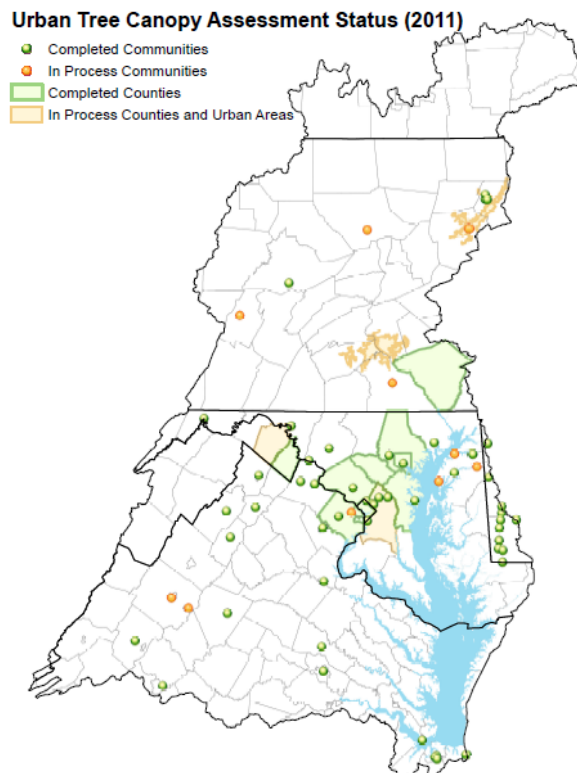 Urban Tree Canopy Assessment Status (2011)
Completed Communities
In Process Communities
Completed Counties
In Process Counties and Urban Areas